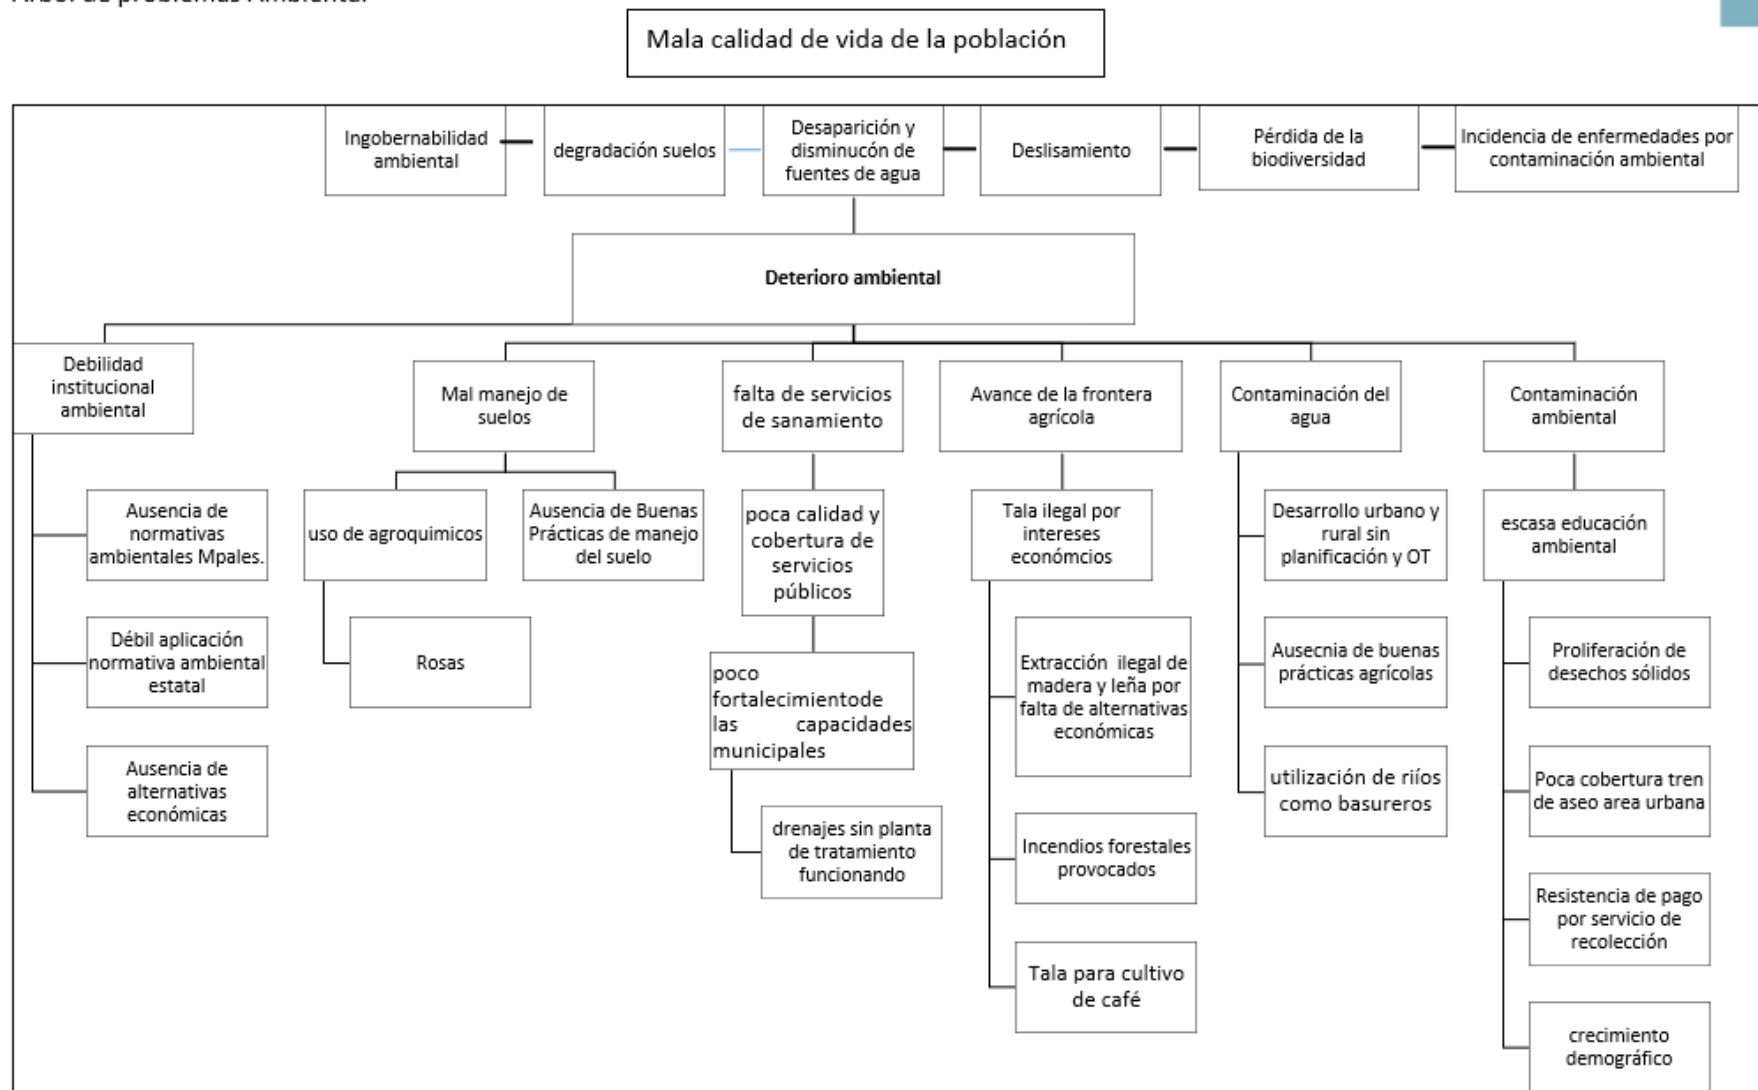 Árbol de problemas Ambiental
Mala calidad de vida de la población
Ingobernabilidad
ambiental
degradación suelos
Desaparición y
disminucón de
fuentes de agua
Deslisamiento
Pérdida de la
biodiversidad
Incidencia de enfermedades por
contaminación ambiental
Deterioro ambiental
Debilidad
institucional
ambiental
Ausencia de
normativas
ambientales Mpales.
Débil aplicación
normativa ambiental
estatal
Ausencia de
alternativas
económicas
Mal manejo de
suelos
uso de agroquimicos
Rosas
Ausencia de Buenas
Prácticas de manejo
del suelo
falta de servicios
de sanamiento
poca calidad y
cobertura de
servicios
públicos
poco
fortalecimientode
las capacidades
municipales
drenajes sin planta
de tratamiento
funcionando
Avance de la frontera
agrícola
Tala ilegal por
intereses
económcios
Extracción ilegal de
madera y leña por
falta de alternativas
económicas
Incendios forestales
provocados
Tala para cultivo
de café
Contaminación del
agua
Desarrollo urbano y
rural sin
planificación y OT
Ausecnia de buenas
prácticas agrícolas
utilización de riíos
como basureros
Contaminación
ambiental
escasa educación
ambiental
Proliferación de
desechos sólidos
Poca cobertura tren
de aseo area urbana
Resistencia de pago
por servicio de
recolección
crecimiento
demográfico